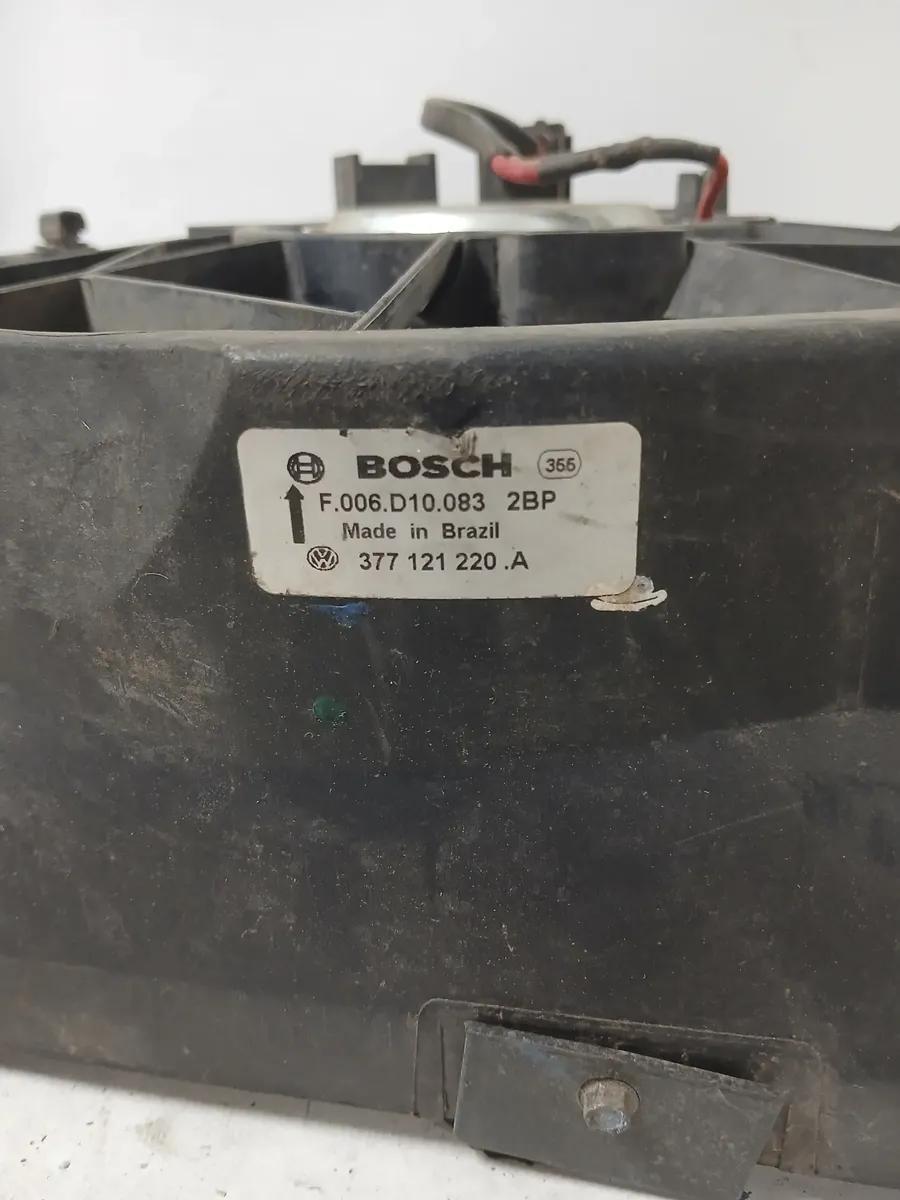 BOSCH 355
F.006.D10.083 2BP
Made in Brazil
377 121 220 .A